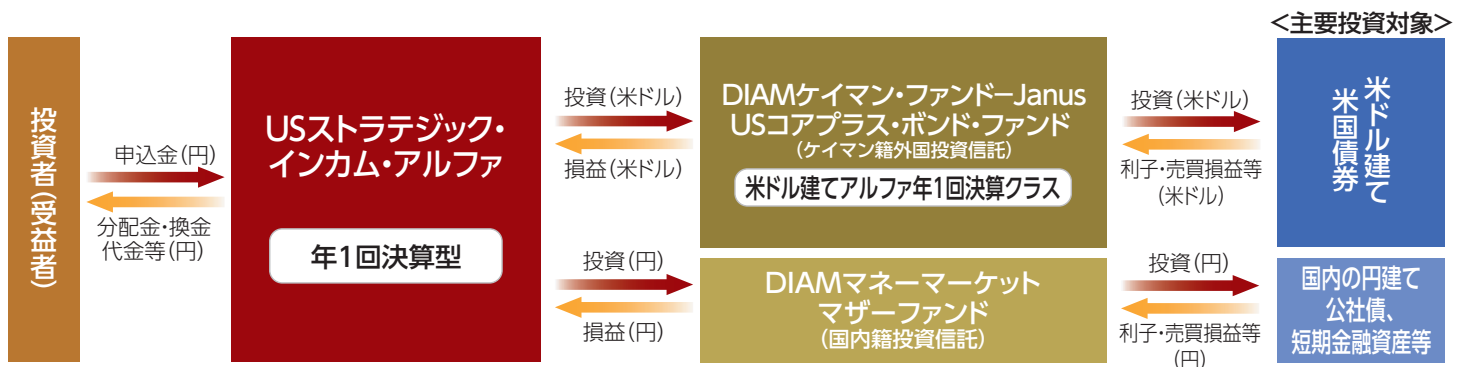 <主要投資対象>
投資者(受益者)
申込金(円)
分配金・換金
代金等(円)
USストラテジック・
インカム・アルファ
年1回決算型
投資(米ドル)
損益(米ドル)
DIAMケイマン・ファンドーJanus
USコアプラス・ボンド・ファンド
(ケイマン籍外国投資信託)
米ドル建てアルファ年1回決算クラス
投資(米ドル)
利子・売買損益等
(米ドル)
米ドル建て
米国債券
投資(円)
損益(円)
DIAMマネーマーケット
マザーファンド
(国内籍投資信託)
投資(円)
利子・売買損益等
(円)
国内の円建て
公社債、
短期金融資産等